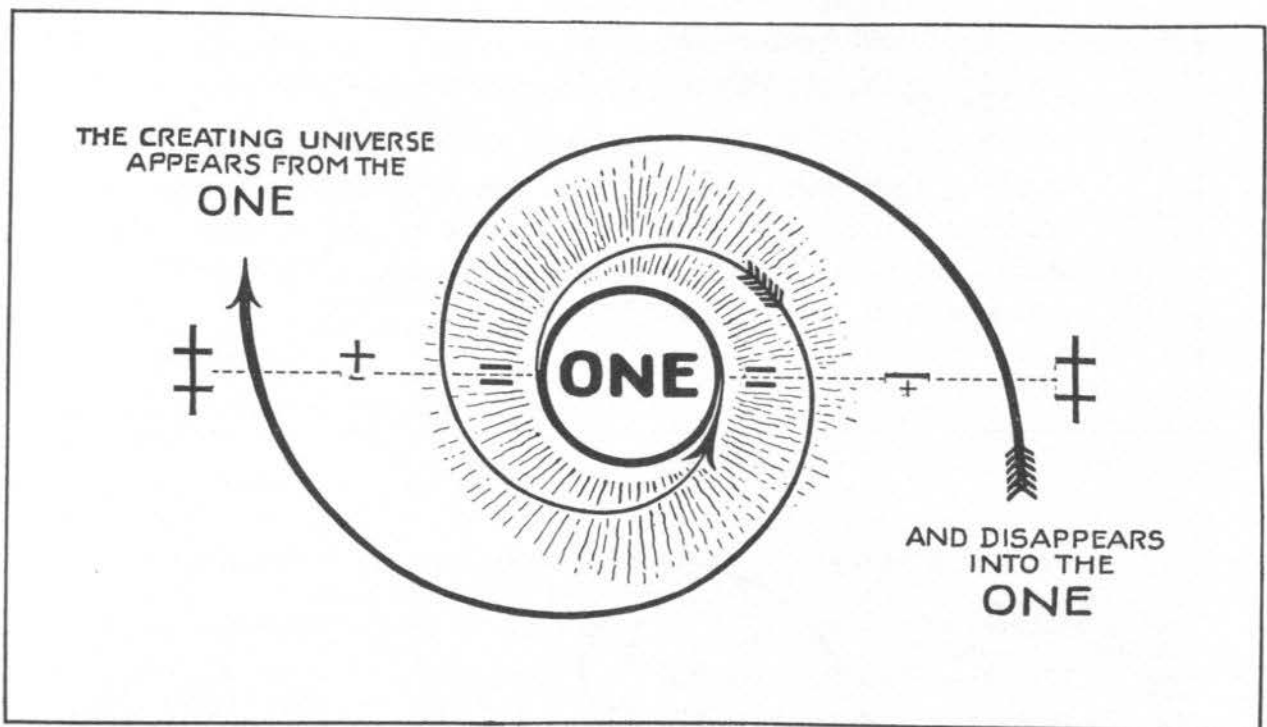 THE CREATING UNIVERSE
APPEARS FROM THE
ONE
‡ + - = ONE = - + ‡
AND DISAPPEARS
INTO THE
ONE